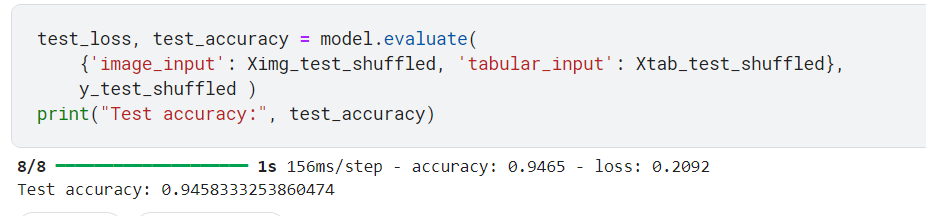 test_loss, test_accuracy = model.evaluate(
    {'image_input': Ximg_test_shuffled, 'tabular_input': Xtab_test_shuffled},
    y_test_shuffled )
print("Test accuracy:", test_accuracy)
8/8 ━━━━━━━━━━━━━━━━━━━━ 1s 156ms/step - accuracy: 0.9465 - loss: 0.2092
Test accuracy: 0.9458333253860474